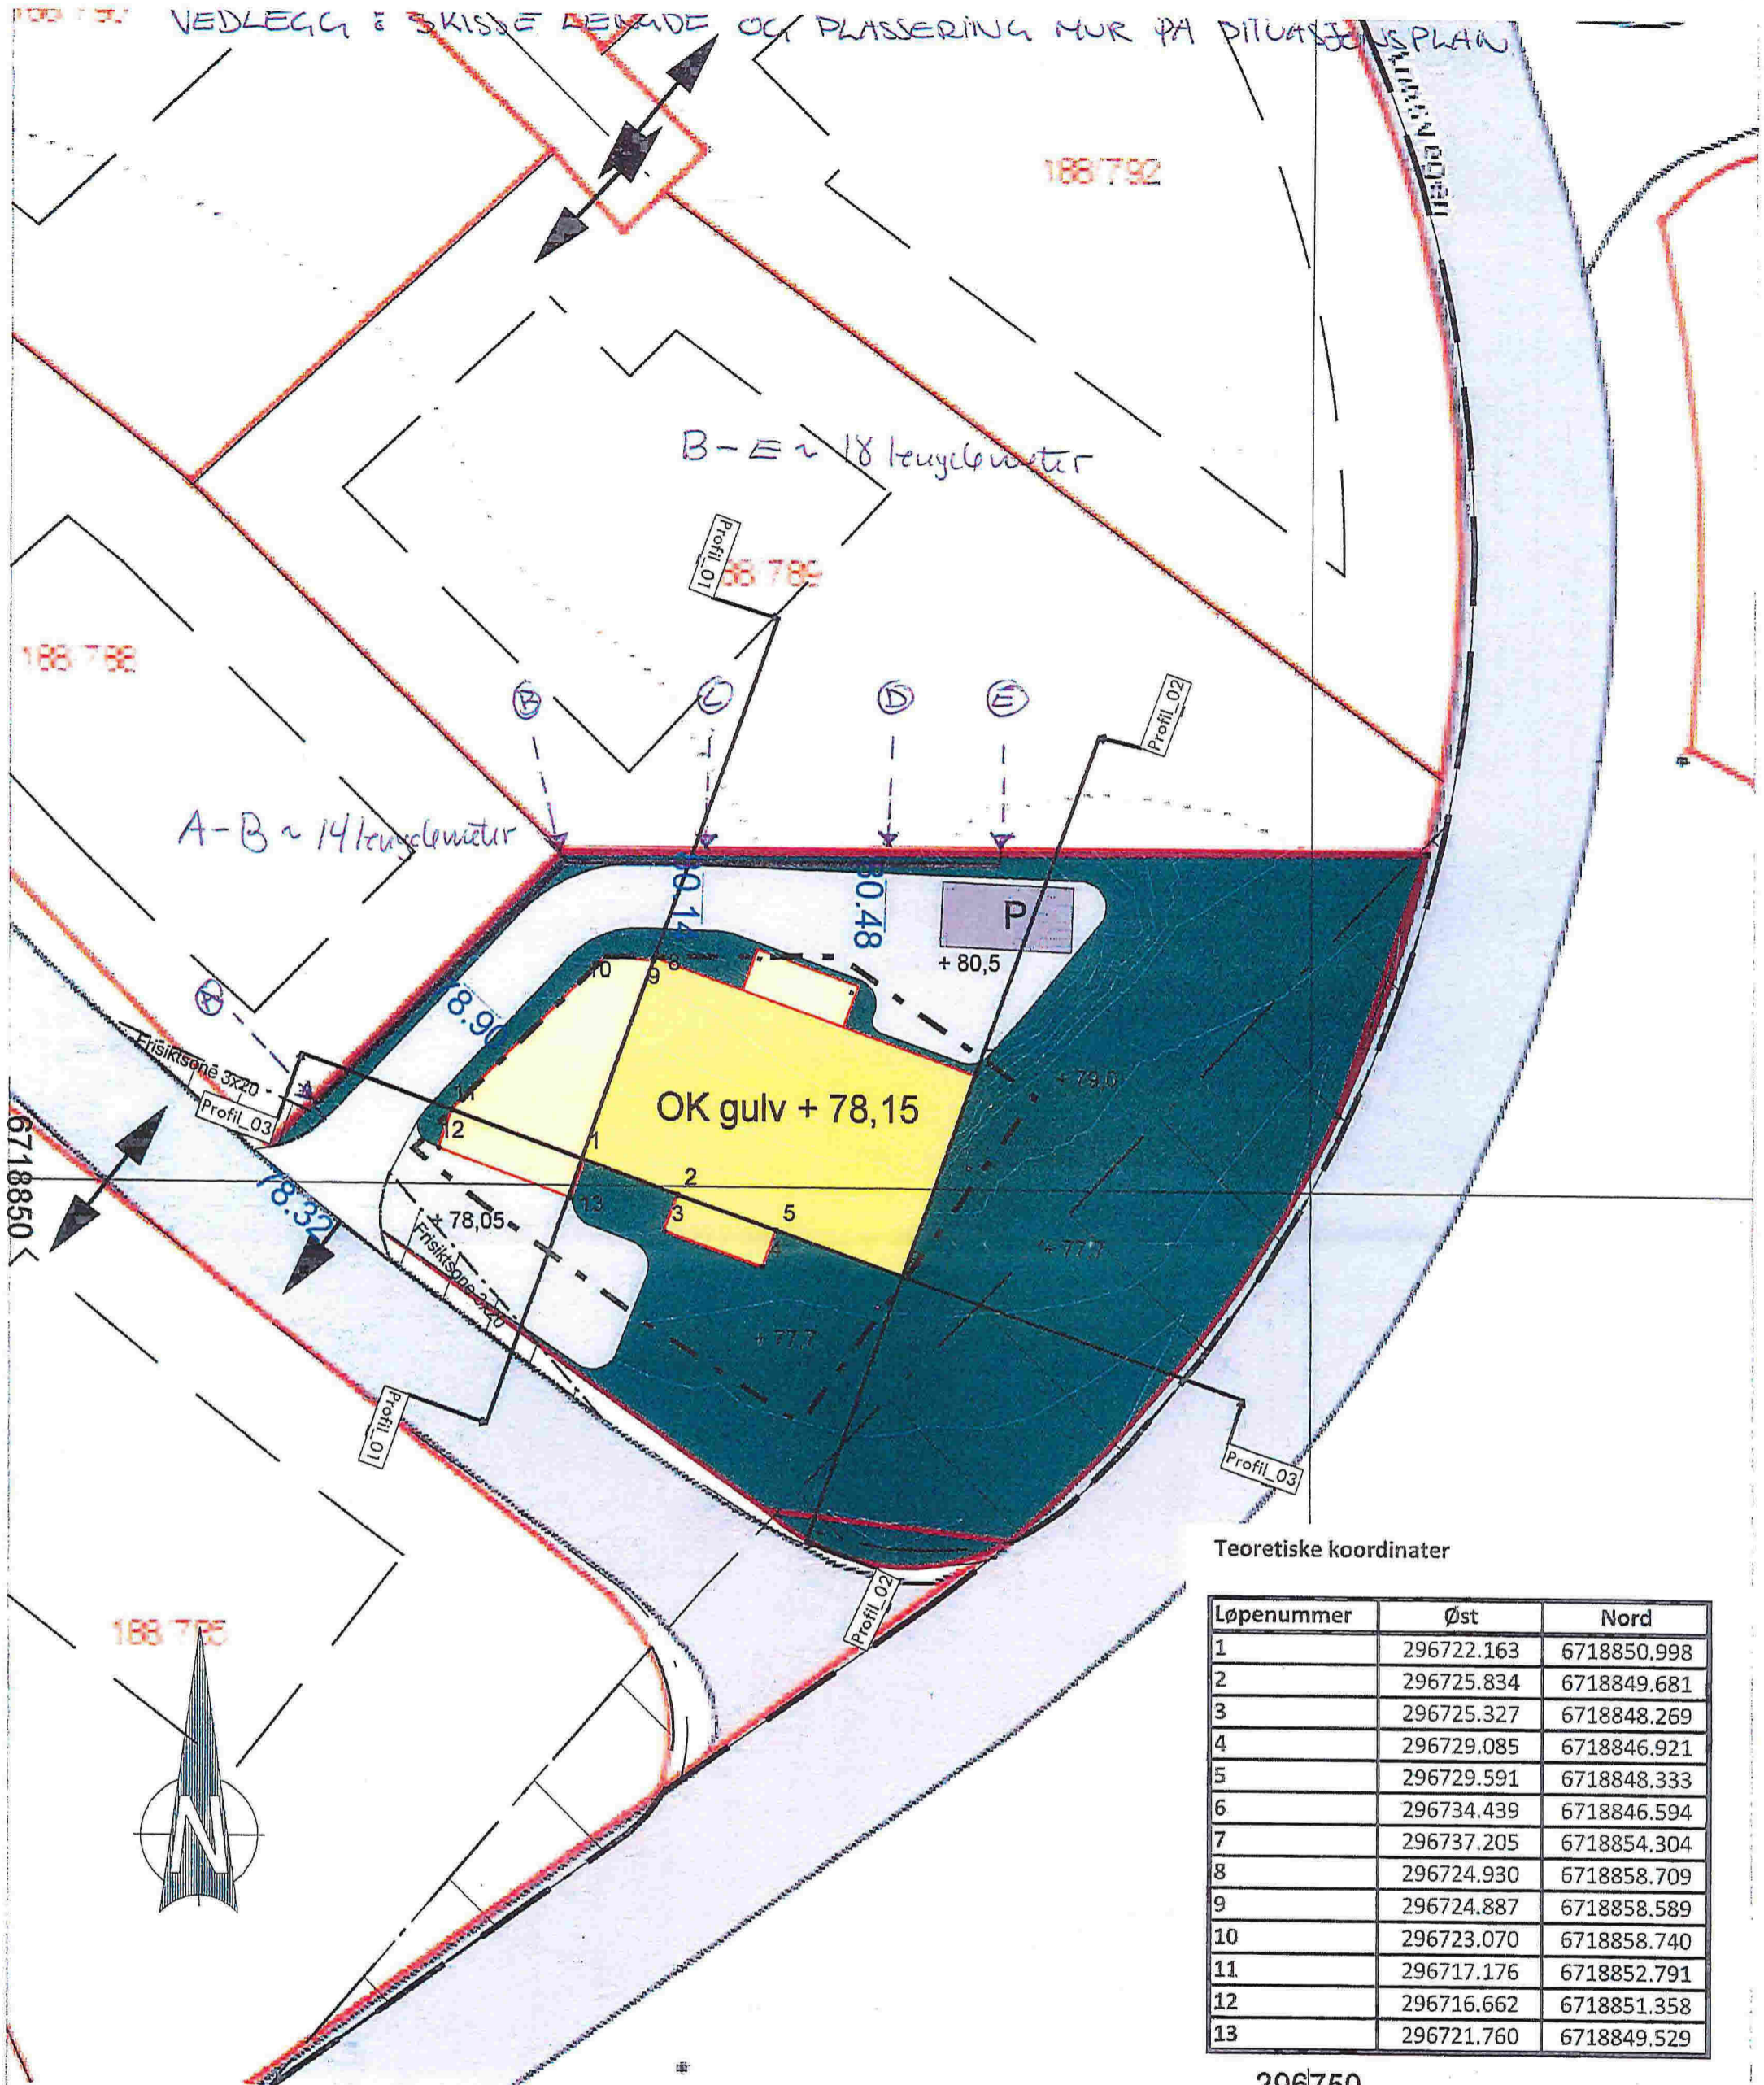 VEDLEGG : SKISSE LENGDE OG PLASSERING MUR PÅ SITUASJONSPLAN
188/792
B-E ~ 18 lengdemeter
Profil_01
88/789
188/788
B
C
D
E
Profil_02
A-B ~ 14 lengdemeter
80.14
80.48
P
+ 80,5
10
9
8
78.90
A
Frisiktsone 3x20
Profil_03
11
12
OK gulv + 78,15
+ 79,0
1
2
13
3
5
4
6718850
78.32
+ 78,05
Frisiktsone 3x20
+ 77,7
+ 77,7
Profil_01
Profil_03
Profil_02
188/795
N
Teoretiske koordinater
Løpenummer Øst Nord
1 296722.163 6718850.998
2 296725.834 6718849.681
3 296725.327 6718848.269
4 296729.085 6718846.921
5 296729.591 6718848.333
6 296734.439 6718846.594
7 296737.205 6718854.304
8 296724.930 6718858.709
9 296724.887 6718858.589
10 296723.070 6718858.740
11 296717.176 6718852.791
12 296716.662 6718851.358
13 296721.760 6718849.529
296750